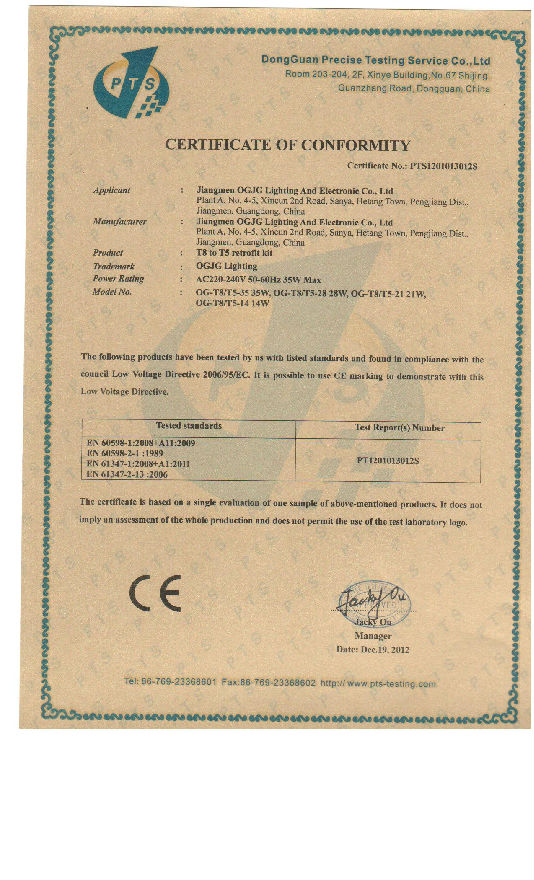 PTS
DongGuan Precise Testing Service Co.,Ltd
Room 203-204, 2F, Xinye Building,No.67 Shijing
Guanzhang Road, Dongguan, China
CERTIFICATE OF CONFORMITY
Certificate No.: PTS1201013012S
Applicant : Jiangmen OGJG Lighting And Electronic Co., Ltd
Plant A, No. 4-5, Xincun 2nd Road, Sanya, Hetang Town, Pengjiang Dist.,
Jiangmen, Guangdong, China
Manufacturer : Jiangmen OGJG Lighting And Electronic Co., Ltd
Plant A, No. 4-5, Xincun 2nd Road, Sanya, Hetang Town, Pengjiang Dist.,
Jiangmen, Guangdong, China
Product : T8 to T5 retrofit kit
Trademark : OGJG Lighting
Power Rating : AC220-240V 50-60Hz 35W Max
Model No. : OG-T8/T5-35 35W, OG-T8/T5-28 28W, OG-T8/T5-21 21W,
OG-T8/T5-14 14W
The following products have been tested by us with listed standards and found in compliance with the
council Low Voltage Directive 2006/95/EC. It is possible to use CE marking to demonstrate with this
Low Voltage Directive.
Tested standards Test Report(s) Number
EN 60598-1:2008+A11:2009
EN 60598-2-1 :1989
EN 61347-1:2008+A1:2011
EN 61347-2-13 :2006
PT1201013012S
The certificate is based on a single evaluation of one sample of above-mentioned products. It does not
imply an assessment of the whole production and does not permit the use of the test laboratory logo.
CE
Jacky Ou
Jacky Ou
Manager
Date: Dec.19, 2012
Tel: 86-769-23368601 Fax:86-769-23368602 http://www.pts-testing.com